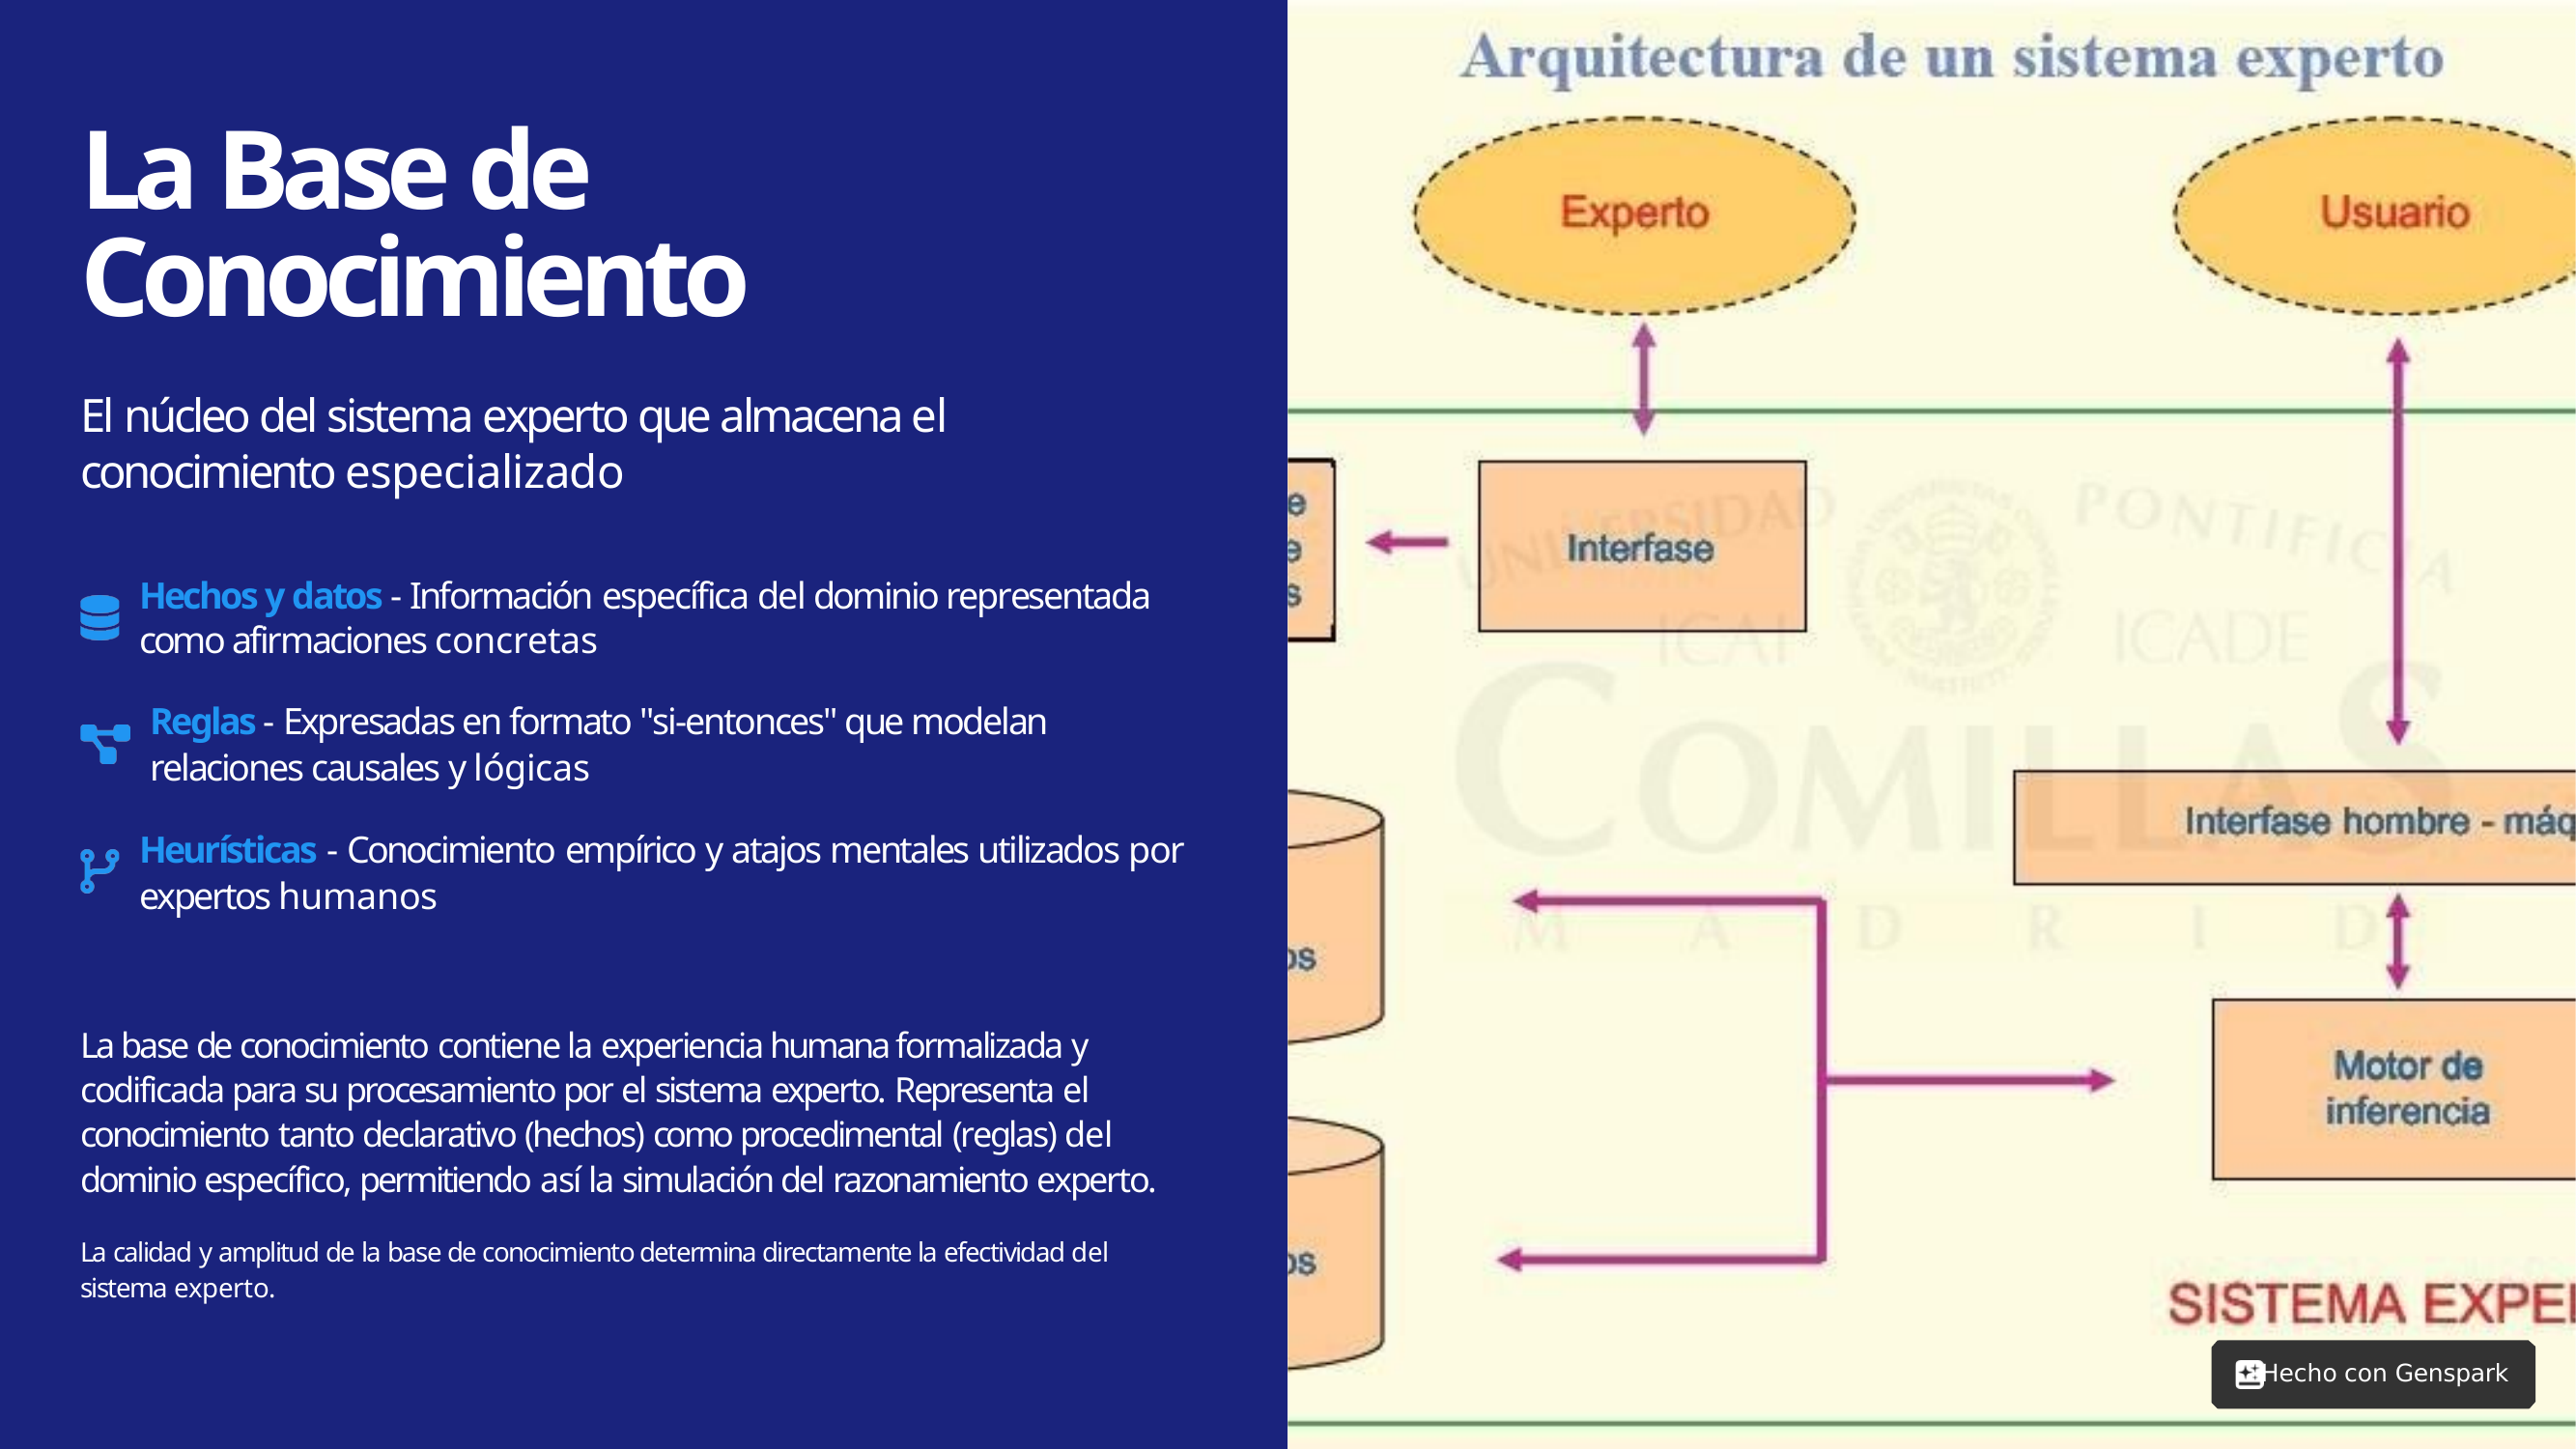 La Base de
Conocimiento
El núcleo del sistema experto que almacena el
conocimiento especializado
Hechos y datos - Información específica del dominio representada
como afirmaciones concretas
Reglas - Expresadas en formato "si-entonces" que modelan
relaciones causales y lógicas
Heurísticas - Conocimiento empírico y atajos mentales utilizados por
expertos humanos
La base de conocimiento contiene la experiencia humana formalizada y
codificada para su procesamiento por el sistema experto. Representa el
conocimiento tanto declarativo (hechos) como procedimental (reglas) del
dominio específico, permitiendo así la simulación del razonamiento experto.
La calidad y amplitud de la base de conocimiento determina directamente la efectividad del
sistema experto.
Arquitectura de un sistema experto
Experto
Usuario
Interfase
UNIVERSIDAD PONTIFICIA
ICAI ICADE
COMILLAS
MADRID
Interfase hombre - máq
Motor de
inferencia
SISTEMA EXPE
Hecho con Genspark